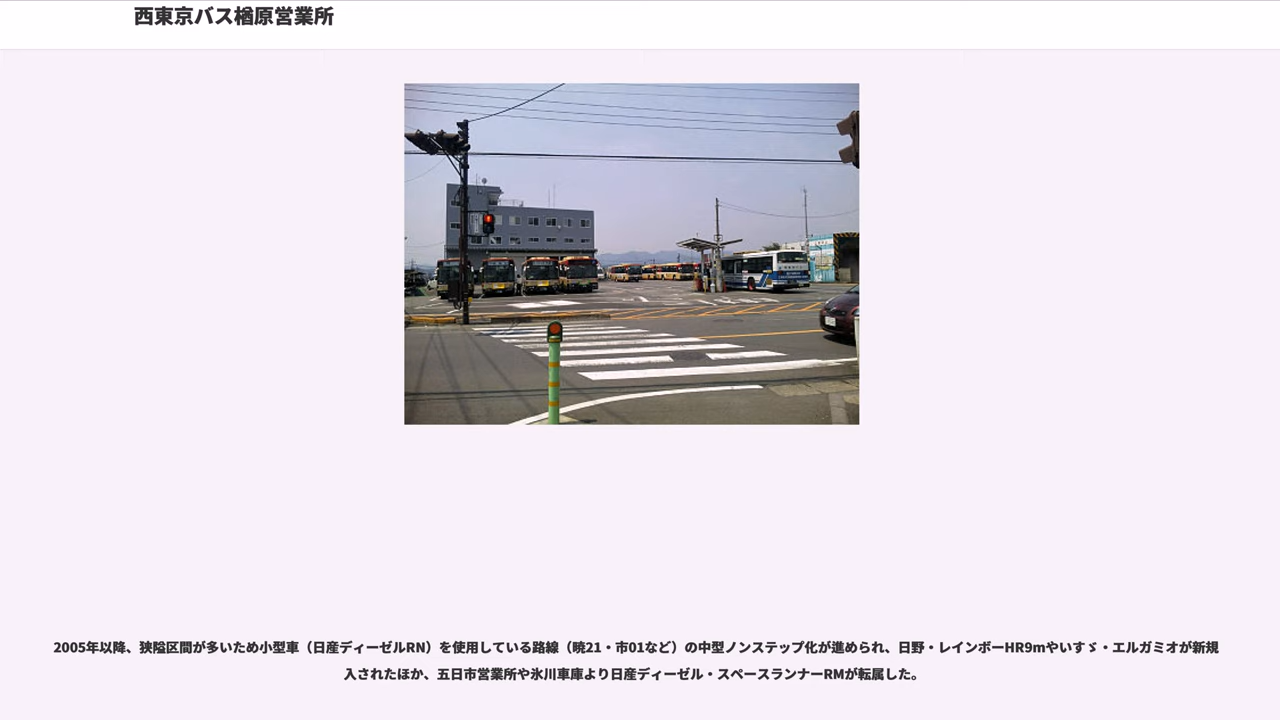 西東京バス楢原営業所
2005年以降、狭隘区間が多いため小型車（日産ディーゼルRN）を使用している路線（暁21・市01など）の中型ノンステップ化が進められ、日野・レインボーHR9mやいすゞ・エルガミオが新規
入されたほか、五日市営業所や氷川車庫より日産ディーゼル・スペースランナーRMが転属した。